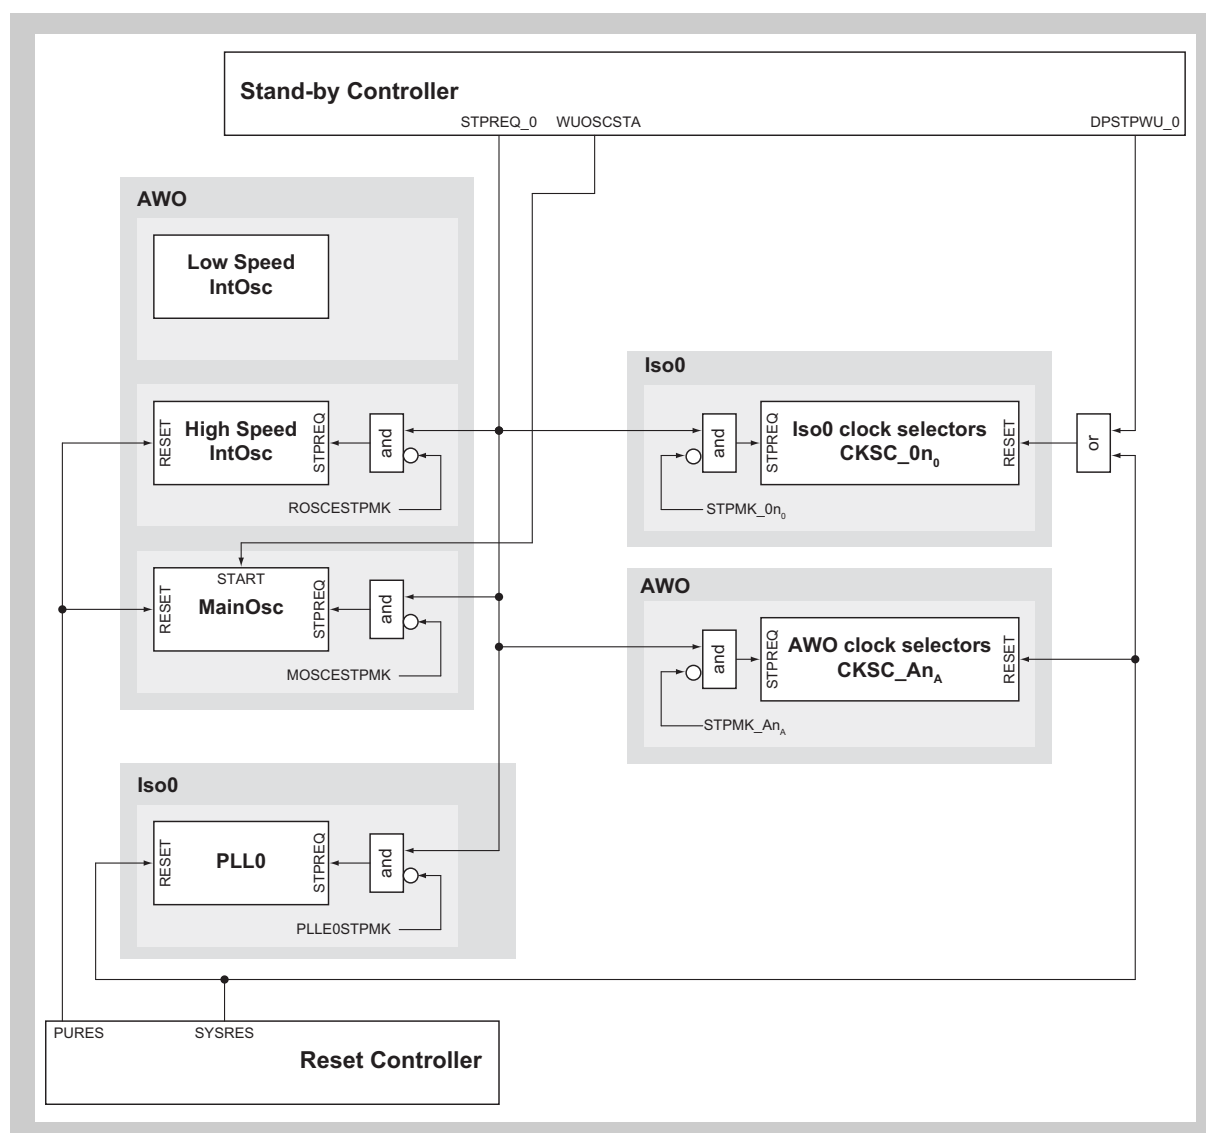 Stand-by Controller
STPREQ_0 WUOSCSTA DPSTPWU_0
AWO
Low Speed
IntOsc
RESET
High Speed
IntOsc
STPREQ
and
ROSCESTPMK
START
RESET
MainOsc
STPREQ
and
MOSCESTPMK
Iso0
and
STPREQ
Iso0 clock selectors
CKSC_0n0
RESET
or
STPMK_0n0
AWO
and
STPREQ
AWO clock selectors
CKSC_AnA
RESET
STPMK_AnA
Iso0
RESET
PLL0
STPREQ
and
PLLE0STPMK
PURES SYSRES
Reset Controller